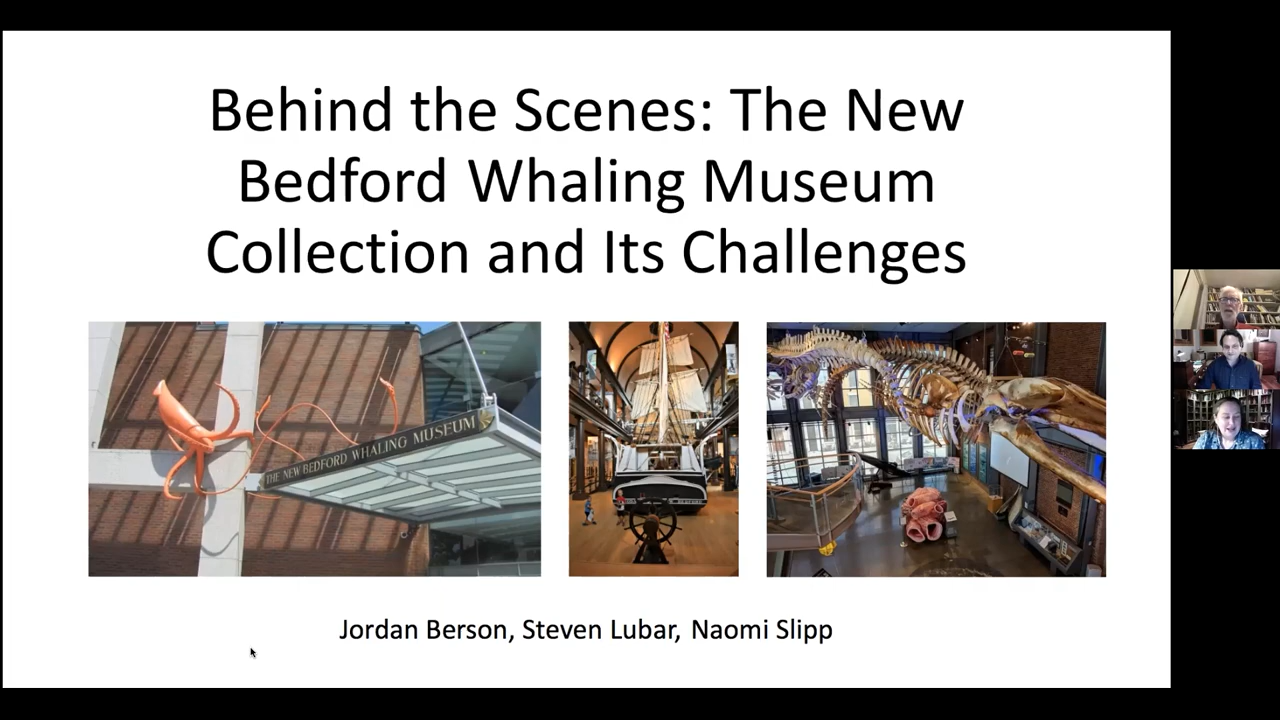 Behind the Scenes: The New
Bedford Whaling Museum
Collection and Its Challenges
THE NEW BEDFORD WHALING MUSEUM
Jordan Berson, Steven Lubar, Naomi Slipp